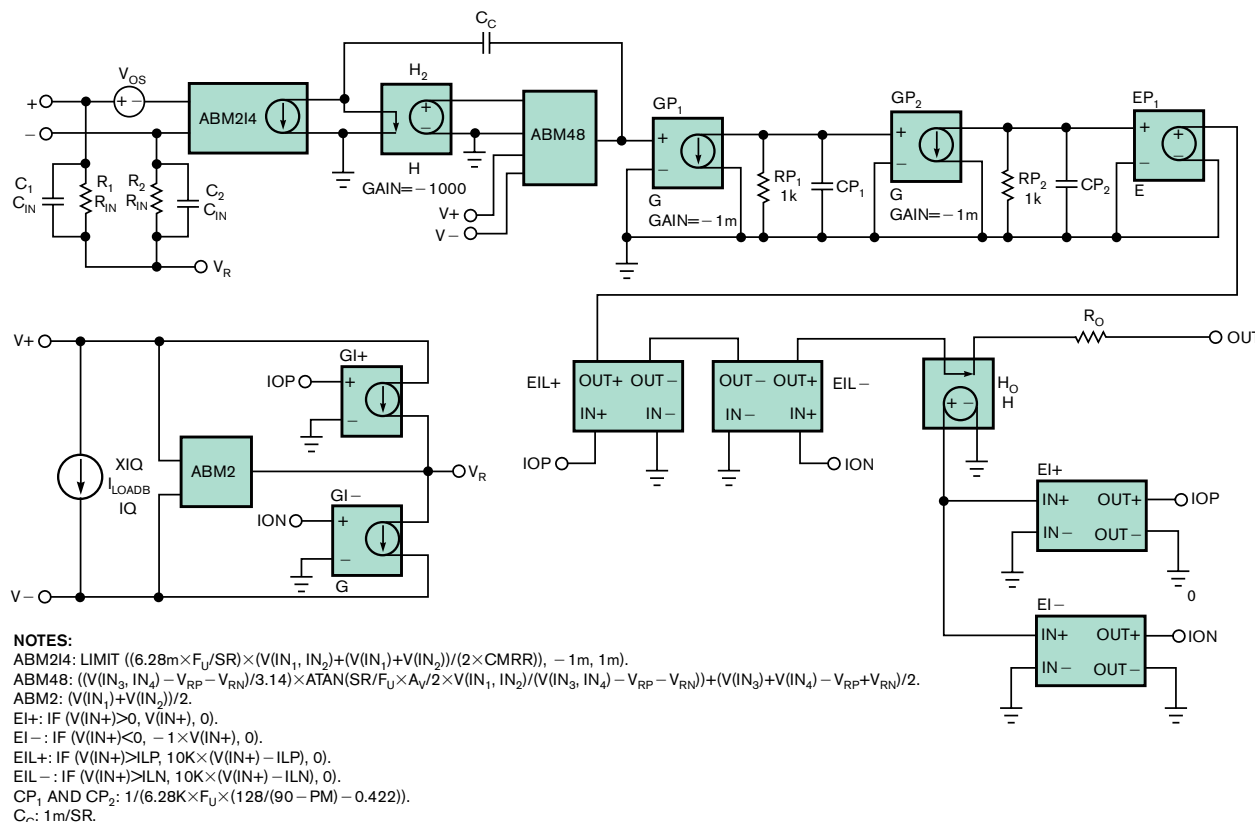 C_C
V_OS
H_2
GP_1
GP_2
EP_1
+
+ −
ABM2I4
+
−
ABM48
+
−
+
−
+
−
+
−
−
C_1
C_IN
R_1
R_IN
R_2
R_IN
C_2
C_IN
H
GAIN=−1000
V+
V−
G
GAIN=−1m
RP_1
1k
CP_1
G
GAIN=−1m
RP_2
1k
CP_2
E
V_R
V+
GI+
IOP
+
−
EIL+
OUT+ OUT−
IN+ IN−
OUT− OUT+
IN− IN+
EIL−
R_O
OUT
H_O
H
+ −
IOP
ION
XIQ
I_LOADB
IQ
ABM2
V_R
GI−
ION
+
−
G
V−
EI+
IN+ OUT+
IN− OUT−
IOP
0
EI−
IN+ OUT+
IN− OUT−
ION
NOTES:
ABM2I4: LIMIT ((6.28m×F_U/SR)×(V(IN_1, IN_2)+(V(IN_1)+V(IN_2))/(2×CMRR)), −1m, 1m).
ABM48: ((V(IN_3, IN_4)−V_RP−V_RN)/3.14)×ATAN(SR/F_U×A_V/2×V(IN_1, IN_2)/(V(IN_3, IN_4)−V_RP−V_RN))+(V(IN_3)+V(IN_4)−V_RP+V_RN)/2.
ABM2: (V(IN_1)+V(IN_2))/2.
EI+: IF (V(IN+)>0, V(IN+), 0).
EI−: IF (V(IN+)<0, −1×V(IN+), 0).
EIL+: IF (V(IN+)>ILP, 10K×(V(IN+)−ILP), 0).
EIL−: IF (V(IN+)>ILN, 10K×(V(IN+)−ILN), 0).
CP_1 AND CP_2: 1/(6.28K×F_U×(128/(90−PM)−0.422)).
C_C: 1m/SR.